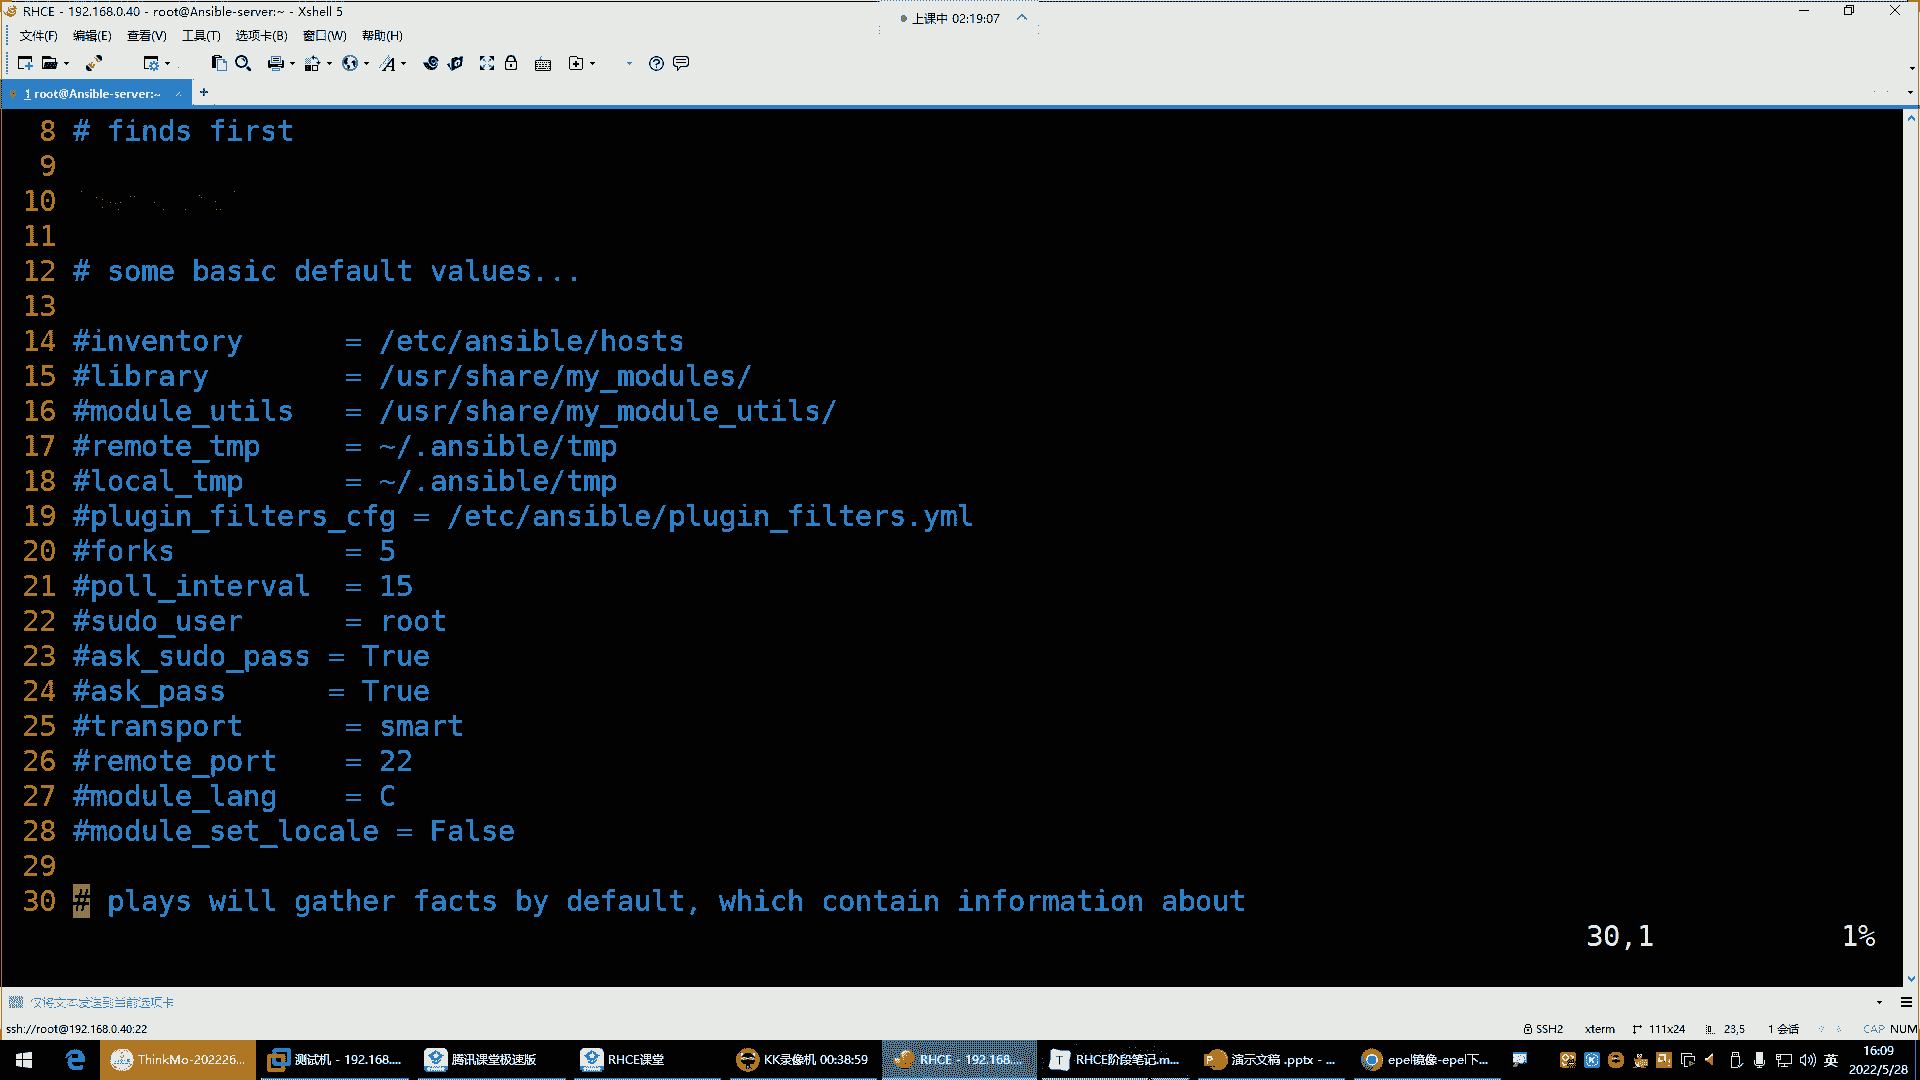 RHCE - 192.168.0.40 - root@Ansible-server:~ - Xshell 5
上课中 02:19:07
文件(F) 编辑(E) 查看(V) 工具(T) 选项卡(B) 窗口(W) 帮助(H)
1 root@Ansible-server:~
8 # finds first
9
10
11
12 # some basic default values...
13
14 #inventory      = /etc/ansible/hosts
15 #library        = /usr/share/my_modules/
16 #module_utils   = /usr/share/my_module_utils/
17 #remote_tmp     = ~/.ansible/tmp
18 #local_tmp      = ~/.ansible/tmp
19 #plugin_filters_cfg = /etc/ansible/plugin_filters.yml
20 #forks          = 5
21 #poll_interval  = 15
22 #sudo_user      = root
23 #ask_sudo_pass = True
24 #ask_pass      = True
25 #transport      = smart
26 #remote_port    = 22
27 #module_lang    = C
28 #module_set_locale = False
29
30 # plays will gather facts by default, which contain information about
30,1 1%
仅将文本发送到当前选项卡
ssh://root@192.168.0.40:22 SSH2 xterm 111x24 23,5 1 会话 CAP NUM
ThinkMo-202226... 测试机 - 192.168.... 腾讯课堂极速版 RHCE课堂 KK录像机 00:38:59 RHCE - 192.168.... RHCE阶段笔记.m... 演示文稿 .pptx - ... epel镜像-epel下... 英 16:09
2022/5/28